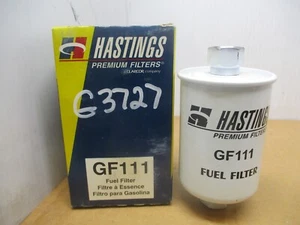 HASTINGS
PREMIUM FILTERS
A CLARCOR company
G3727
GF111
Fuel Filter
Filtre à Essence
Filtro para Gasolina
HASTINGS
PREMIUM FILTERS
GF111
FUEL FILTER